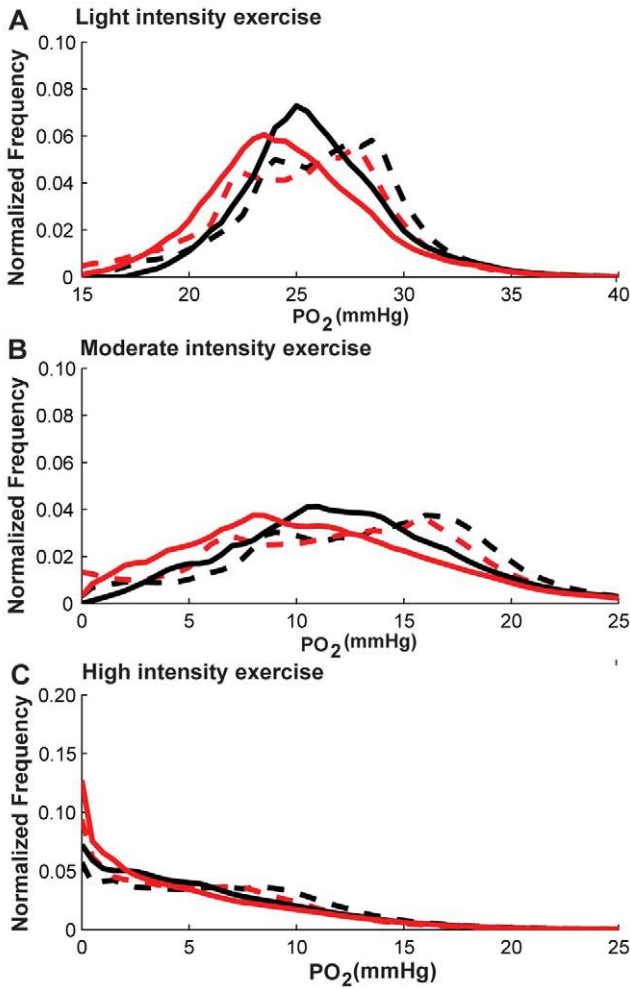 A Light intensity exercise
Normalized Frequency
0.10
0.08
0.06
0.04
0.02
0
15 20 25 30 35 40
PO2(mmHg)
B Moderate intensity exercise
Normalized Frequency
0.10
0.08
0.06
0.04
0.02
0
0 5 10 15 20 25
PO2(mmHg)
C High intensity exercise
Normalized Frequency
0.20
0.15
0.10
0.05
0
0 5 10 15 20 25
PO2(mmHg)